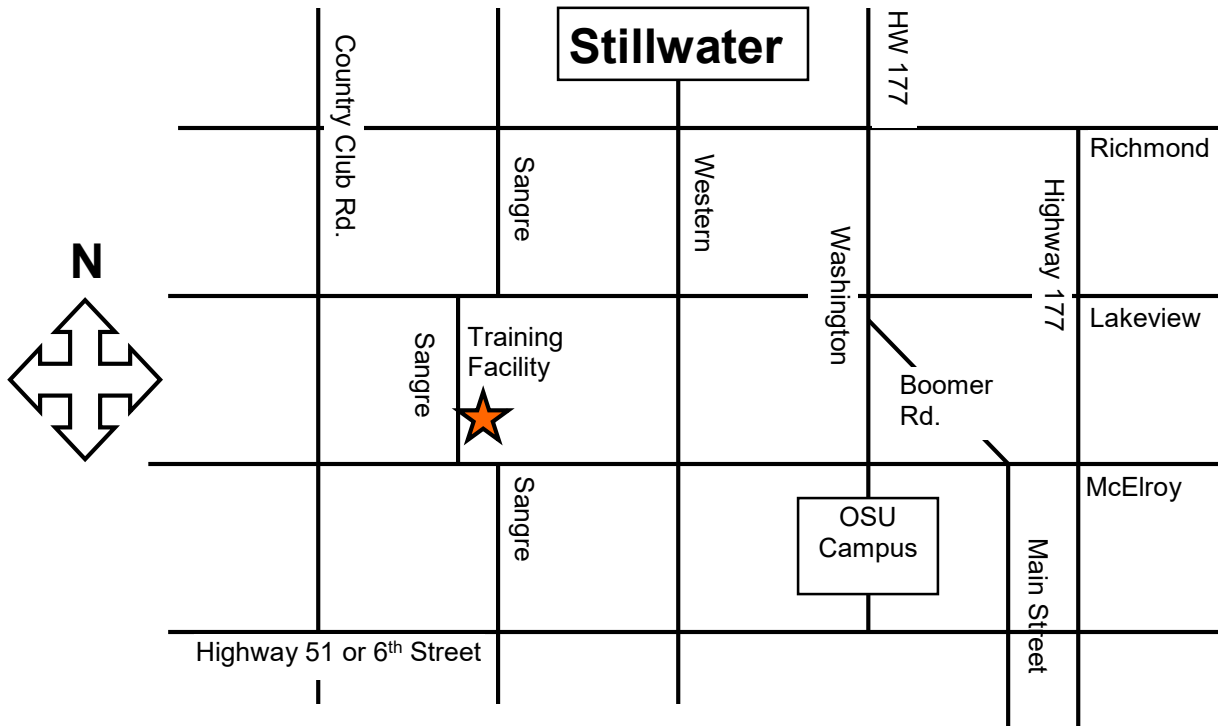 Stillwater
HW 177
Country Club Rd.
Richmond
Sangre
Western
Highway 177
Washington
N
Lakeview
Training
Facility
Sangre
Boomer
Rd.
McElroy
Sangre
OSU
Campus
Main Street
Highway 51 or 6th Street